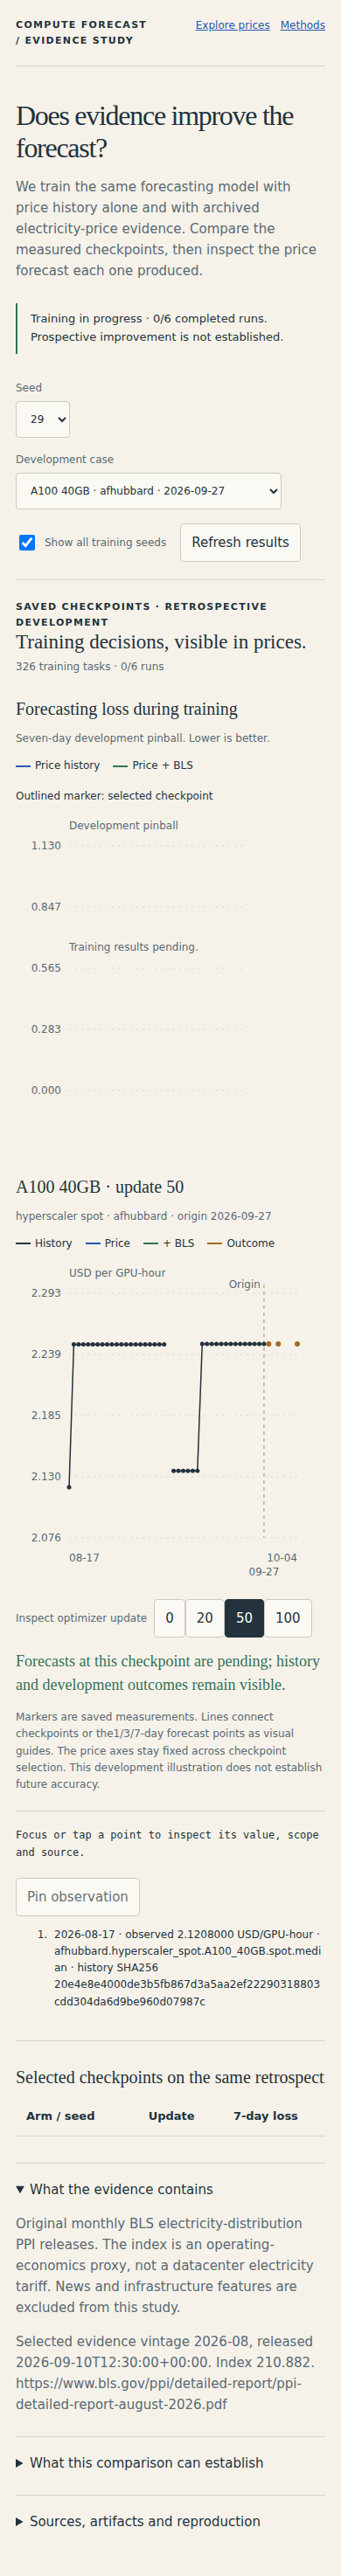 COMPUTE FORECAST
/ EVIDENCE STUDY
Explore prices Methods
Does evidence improve the
forecast?
We train the same forecasting model with
price history alone and with archived
electricity-price evidence. Compare the
measured checkpoints, then inspect the price
forecast each one produced.
Training in progress · 0/6 completed runs.
Prospective improvement is not established.
Seed
29
Development case
A100 40GB · afhubbard · 2026-09-27
Show all training seeds
Refresh results
SAVED CHECKPOINTS · RETROSPECTIVE
DEVELOPMENT
Training decisions, visible in prices.
326 training tasks · 0/6 runs
Forecasting loss during training
Seven-day development pinball. Lower is better.
Price history Price + BLS
Outlined marker: selected checkpoint
Development pinball
1.130
0.847
Training results pending.
0.565
0.283
0.000
A100 40GB · update 50
hyperscaler spot · afhubbard · origin 2026-09-27
History Price + BLS Outcome
USD per GPU-hour
Origin
2.293
2.239
2.185
2.130
2.076
08-17 10-04
09-27
Inspect optimizer update 0 20 50 100
Forecasts at this checkpoint are pending; history
and development outcomes remain visible.
Markers are saved measurements. Lines connect
checkpoints or the1/3/7-day forecast points as visual
guides. The price axes stay fixed across checkpoint
selection. This development illustration does not establish
future accuracy.
Focus or tap a point to inspect its value, scope
and source.
Pin observation
1. 2026-08-17 · observed 2.1208000 USD/GPU-hour ·
afhubbard.hyperscaler_spot.A100_40GB.spot.medi
an · history SHA256
20e4e8e4000de3b5fb867d3a5aa2ef22290318803
cdd304da6d9be960d07987c
Selected checkpoints on the same retrospect
Arm / seed Update 7-day loss
What the evidence contains
Original monthly BLS electricity-distribution
PPI releases. The index is an operating-
economics proxy, not a datacenter electricity
tariff. News and infrastructure features are
excluded from this study.
Selected evidence vintage 2026-08, released
2026-09-10T12:30:00+00:00. Index 210.882.
https://www.bls.gov/ppi/detailed-report/ppi-
detailed-report-august-2026.pdf
What this comparison can establish
Sources, artifacts and reproduction